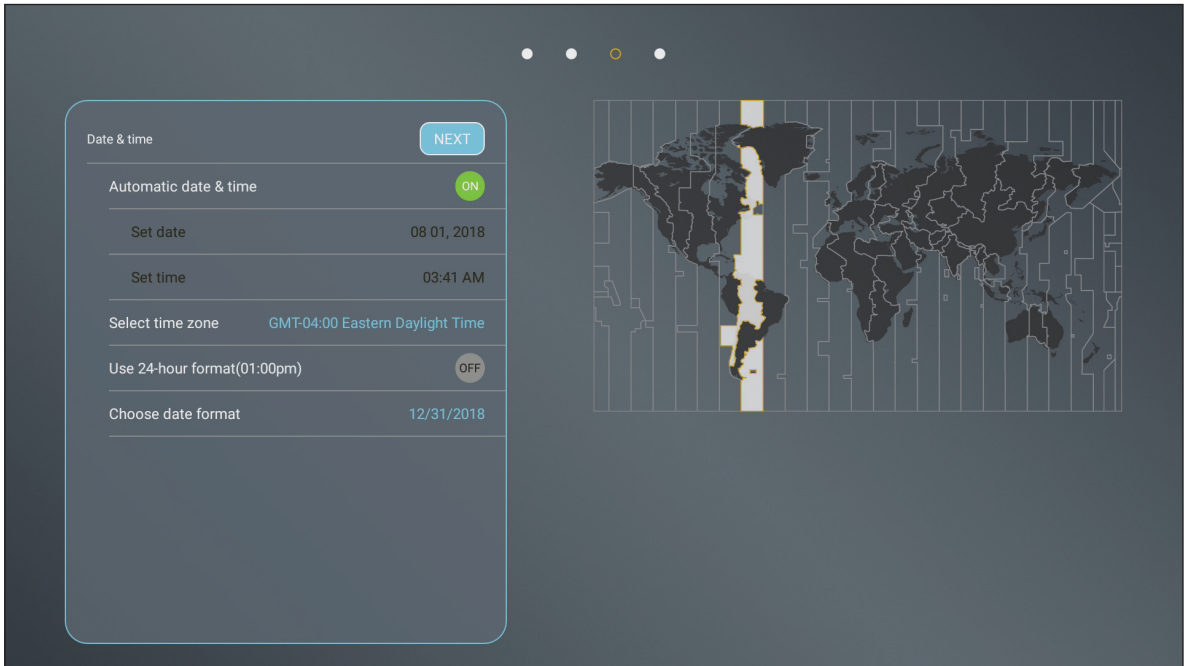 Date & time
NEXT
Automatic date & time
ON
Set date
08 01, 2018
Set time
03:41 AM
Select time zone
GMT-04:00 Eastern Daylight Time
Use 24-hour format(01:00pm)
OFF
Choose date format
12/31/2018